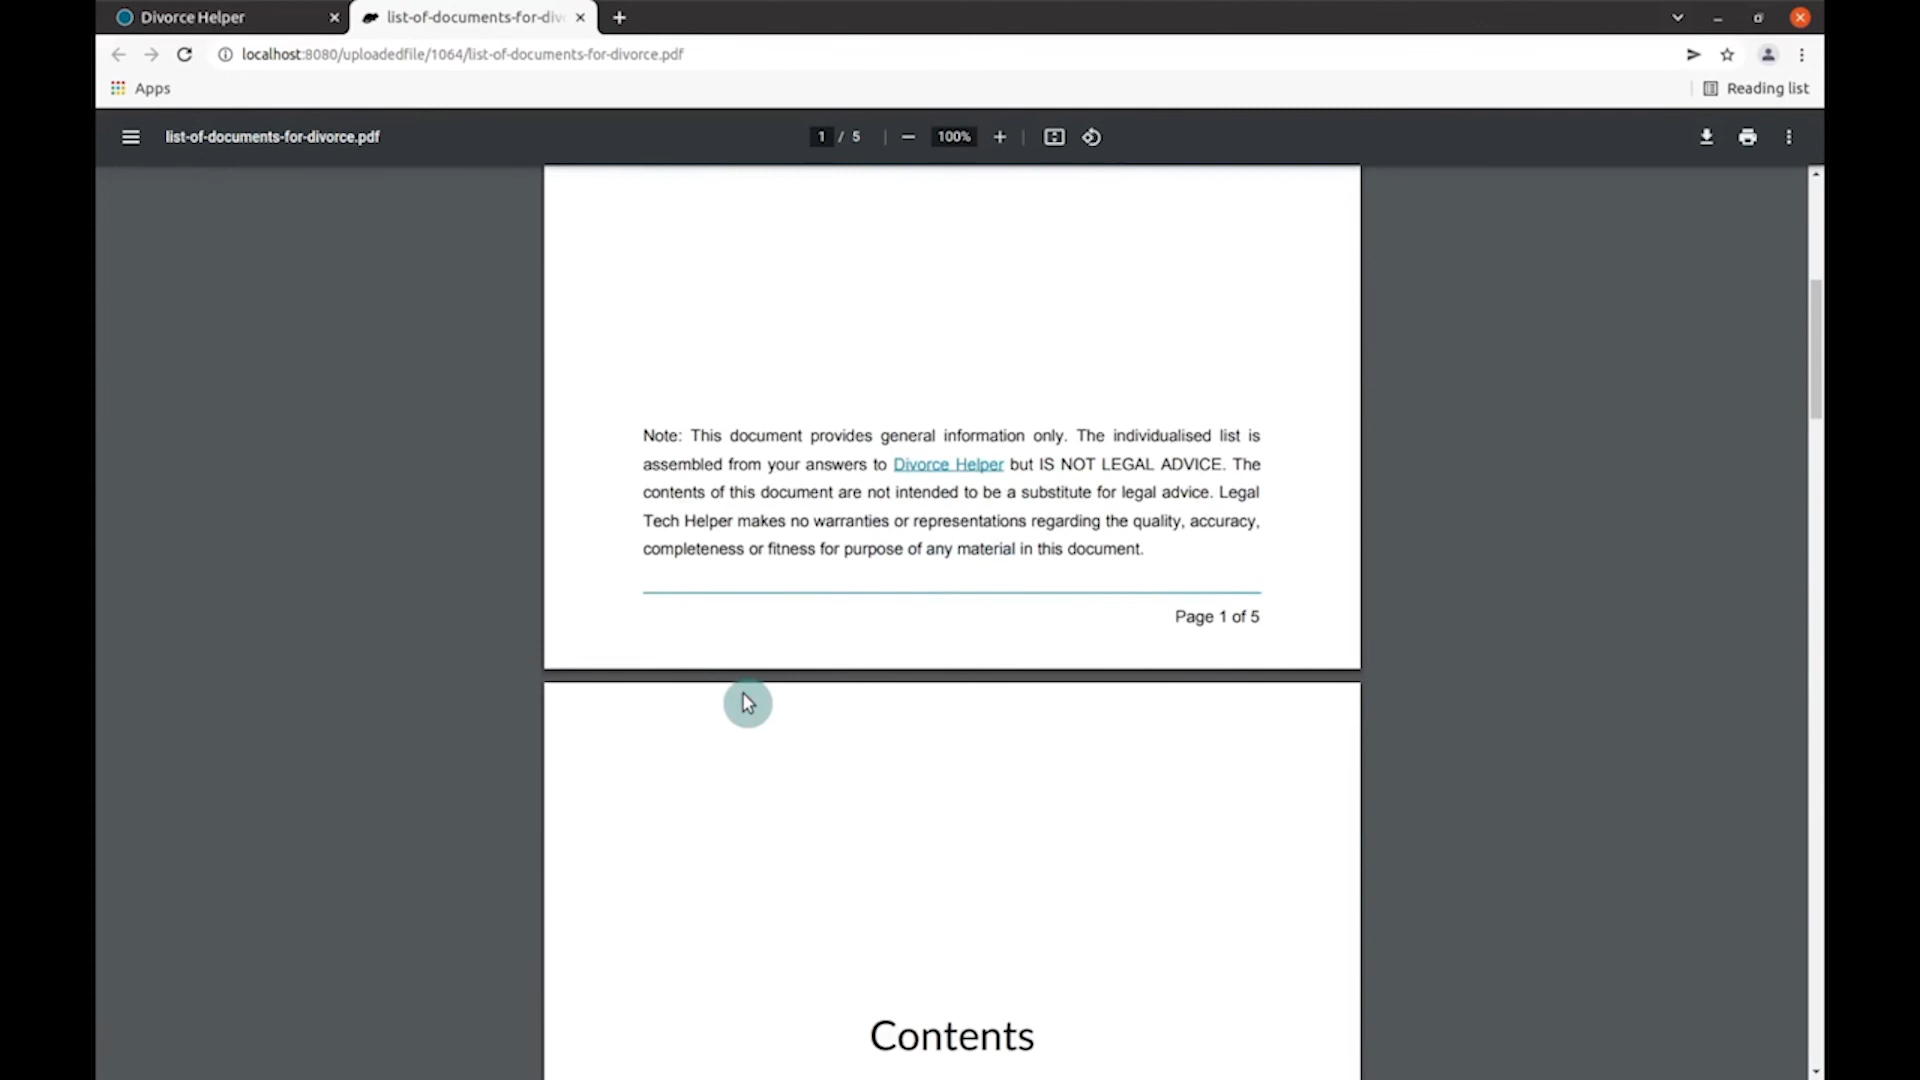 Divorce Helper
list-of-documents-for-div
localhost:8080/uploadedfile/1064/list-of-documents-for-divorce.pdf
Apps
Reading list
list-of-documents-for-divorce.pdf
1 / 5
100%
Note: This document provides general information only. The individualised list is
assembled from your answers to Divorce Helper but IS NOT LEGAL ADVICE. The
contents of this document are not intended to be a substitute for legal advice. Legal
Tech Helper makes no warranties or representations regarding the quality, accuracy,
completeness or fitness for purpose of any material in this document.
Page 1 of 5
Contents